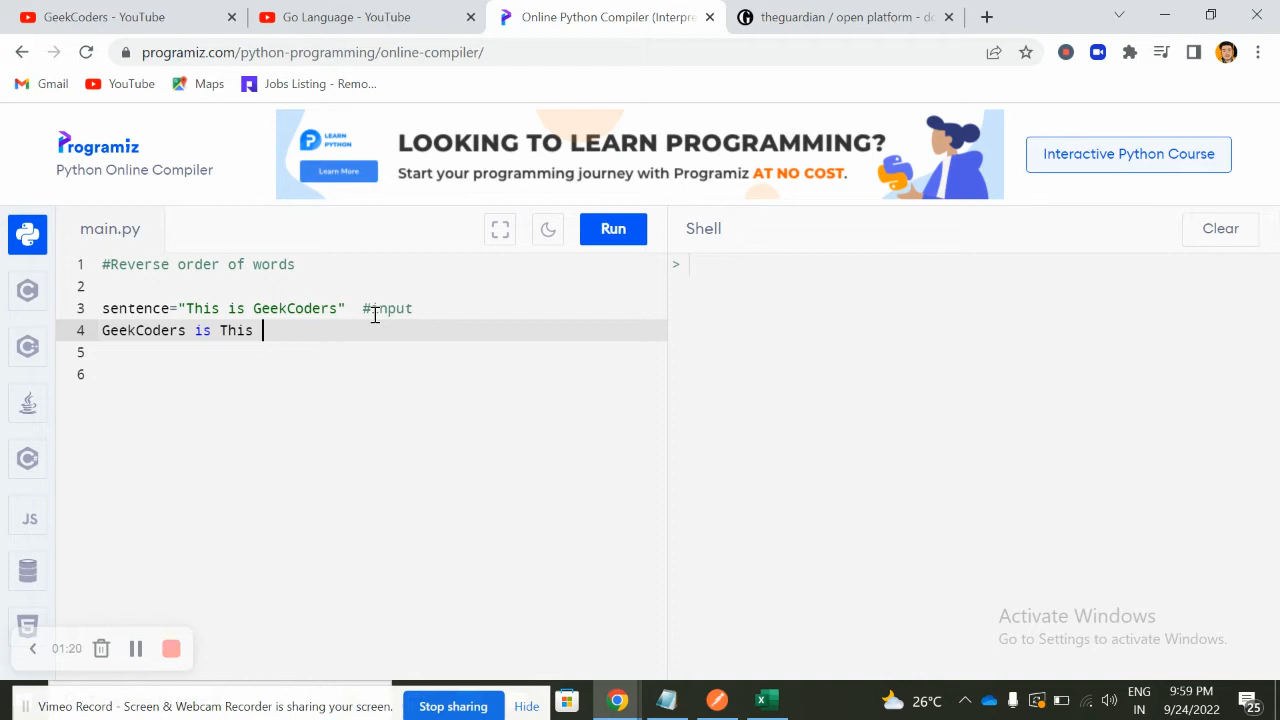 GeekCoders - YouTube
Go Language - YouTube
Online Python Compiler (Interpre
theguardian / open platform - do
programiz.com/python-programming/online-compiler/
Gmail
YouTube
Maps
Jobs Listing - Remo...
Programiz
Python Online Compiler
LEARN
PYTHON
Learn More
LOOKING TO LEARN PROGRAMMING?
Start your programming journey with Programiz AT NO COST.
Interactive Python Course
main.py
Run
Shell
Clear
1 #Reverse order of words
2
3 sentence="This is GeekCoders"  #input
4 GeekCoders is This
5
6
>
JS
01:20
Activate Windows
Go to Settings to activate Windows.
Vimeo Record - Screen & Webcam Recorder is sharing your screen.
Stop sharing
Hide
26°C
ENG
IN
9:59 PM
9/24/2022
25